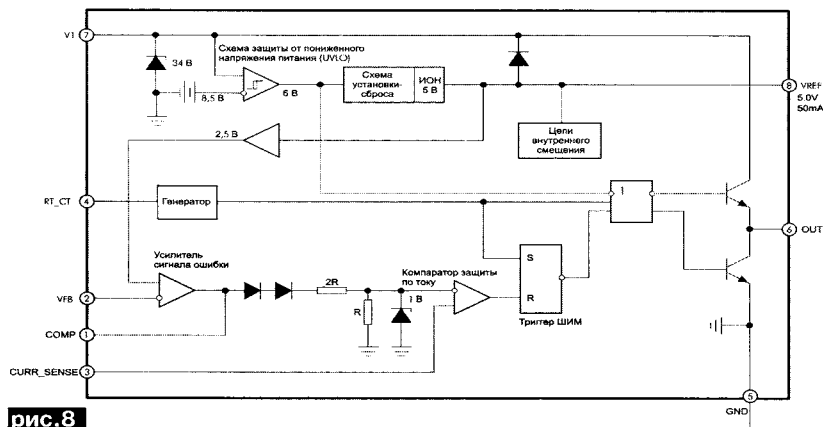 V1
7
34 В
8,5 В
Схема защиты от пониженного
напряжения питания (UVLO)
6 В
Схема
установки-
сброса
ИОН
5 В
8
VREF
5.0V
50mA
Цепи
внутреннего
смещения
2,5 В
RT_CT
4
Генератор
1
6
OUT
Усилитель
сигнала ошибки
VFB
2
COMP
1
2R
R
1 В
Компаратор защиты
по току
S
R
Триггер ШИМ
CURR_SENSE
3
5
GND
рис.8